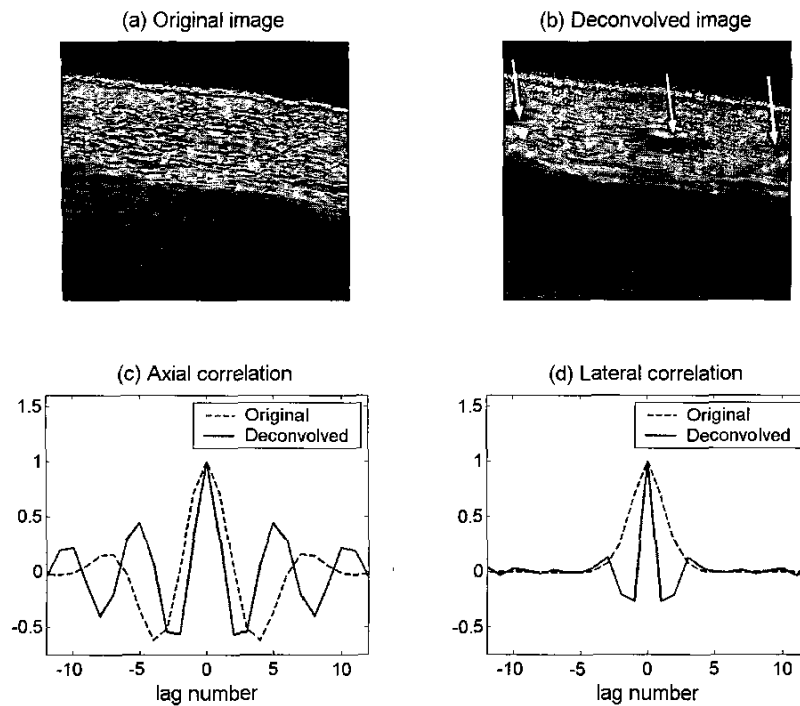 (a) Original image
(b) Deconvolved image
(c) Axial correlation
1.5
1
0.5
0
-0.5
Original
Deconvolved
-10
-5
0
5
10
lag number
(d) Lateral correlation
1.5
1
0.5
0
-0.5
Original
Deconvolved
-10
-5
0
5
10
lag number